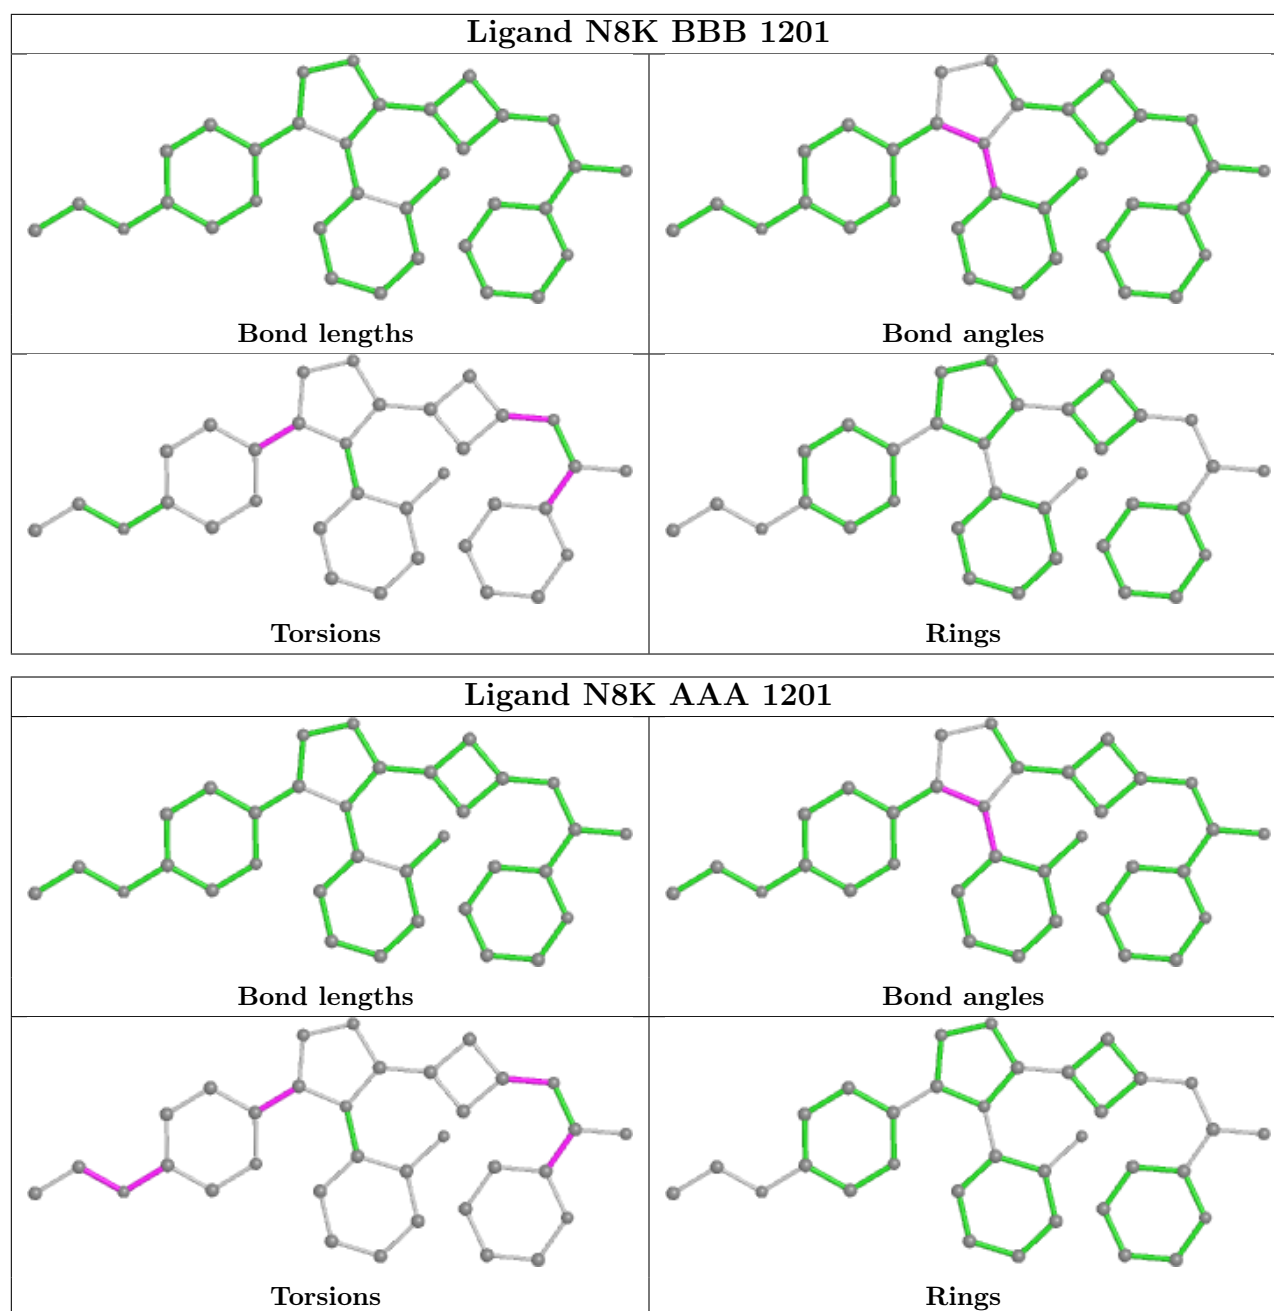 Ligand N8K BBB 1201
Bond lengths
Bond angles
Torsions
Rings
Ligand N8K AAA 1201
Bond lengths
Bond angles
Torsions
Rings